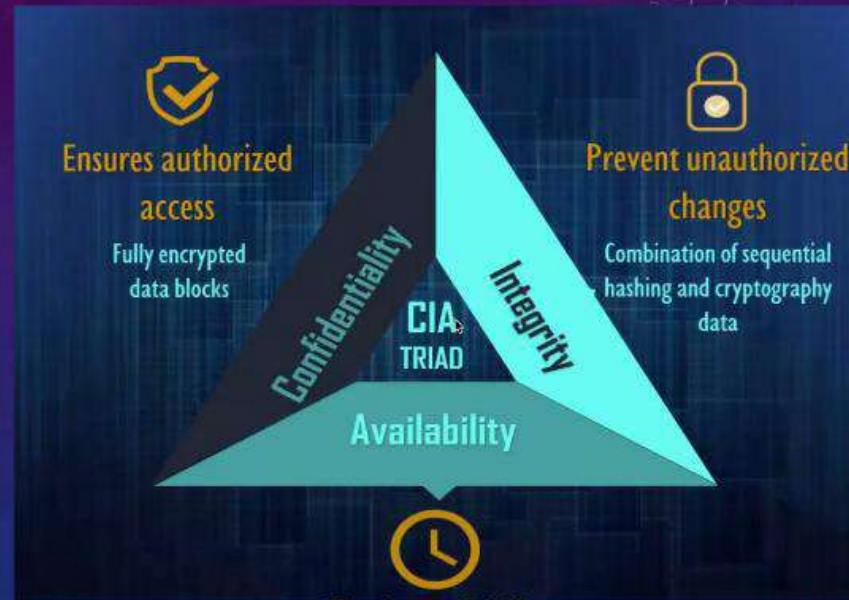 Ensures authorized
access
Fully encrypted
data blocks
Prevent unauthorized
changes
Combination of sequential
hashing and cryptography
data
Confidentiality
Integrity
CIA
TRIAD
Availability